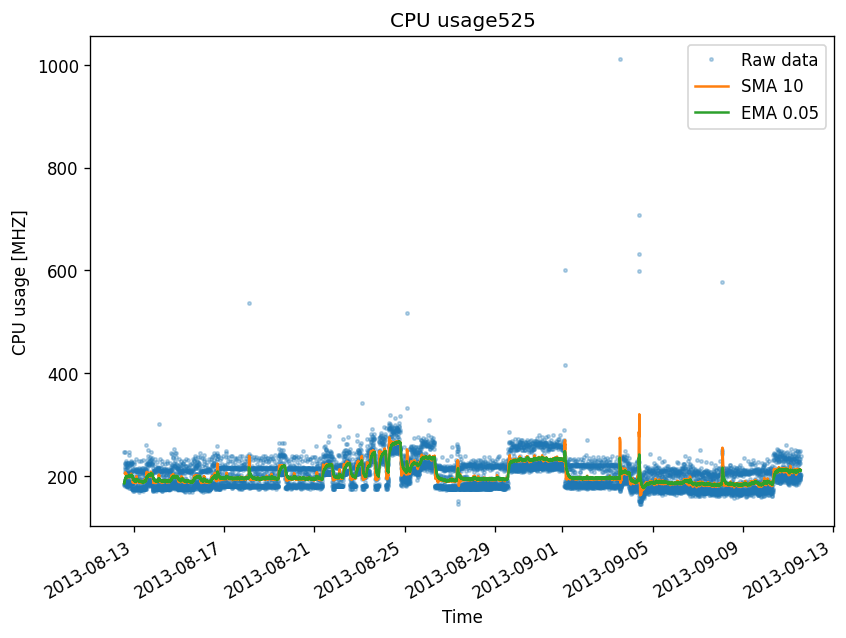 CPU usage525
Raw data
SMA 10
EMA 0.05
CPU usage [MHZ]
1000
800
600
400
200
2013-08-13
2013-08-17
2013-08-21
2013-08-25
2013-08-29
2013-09-01
2013-09-05
2013-09-09
2013-09-13
Time